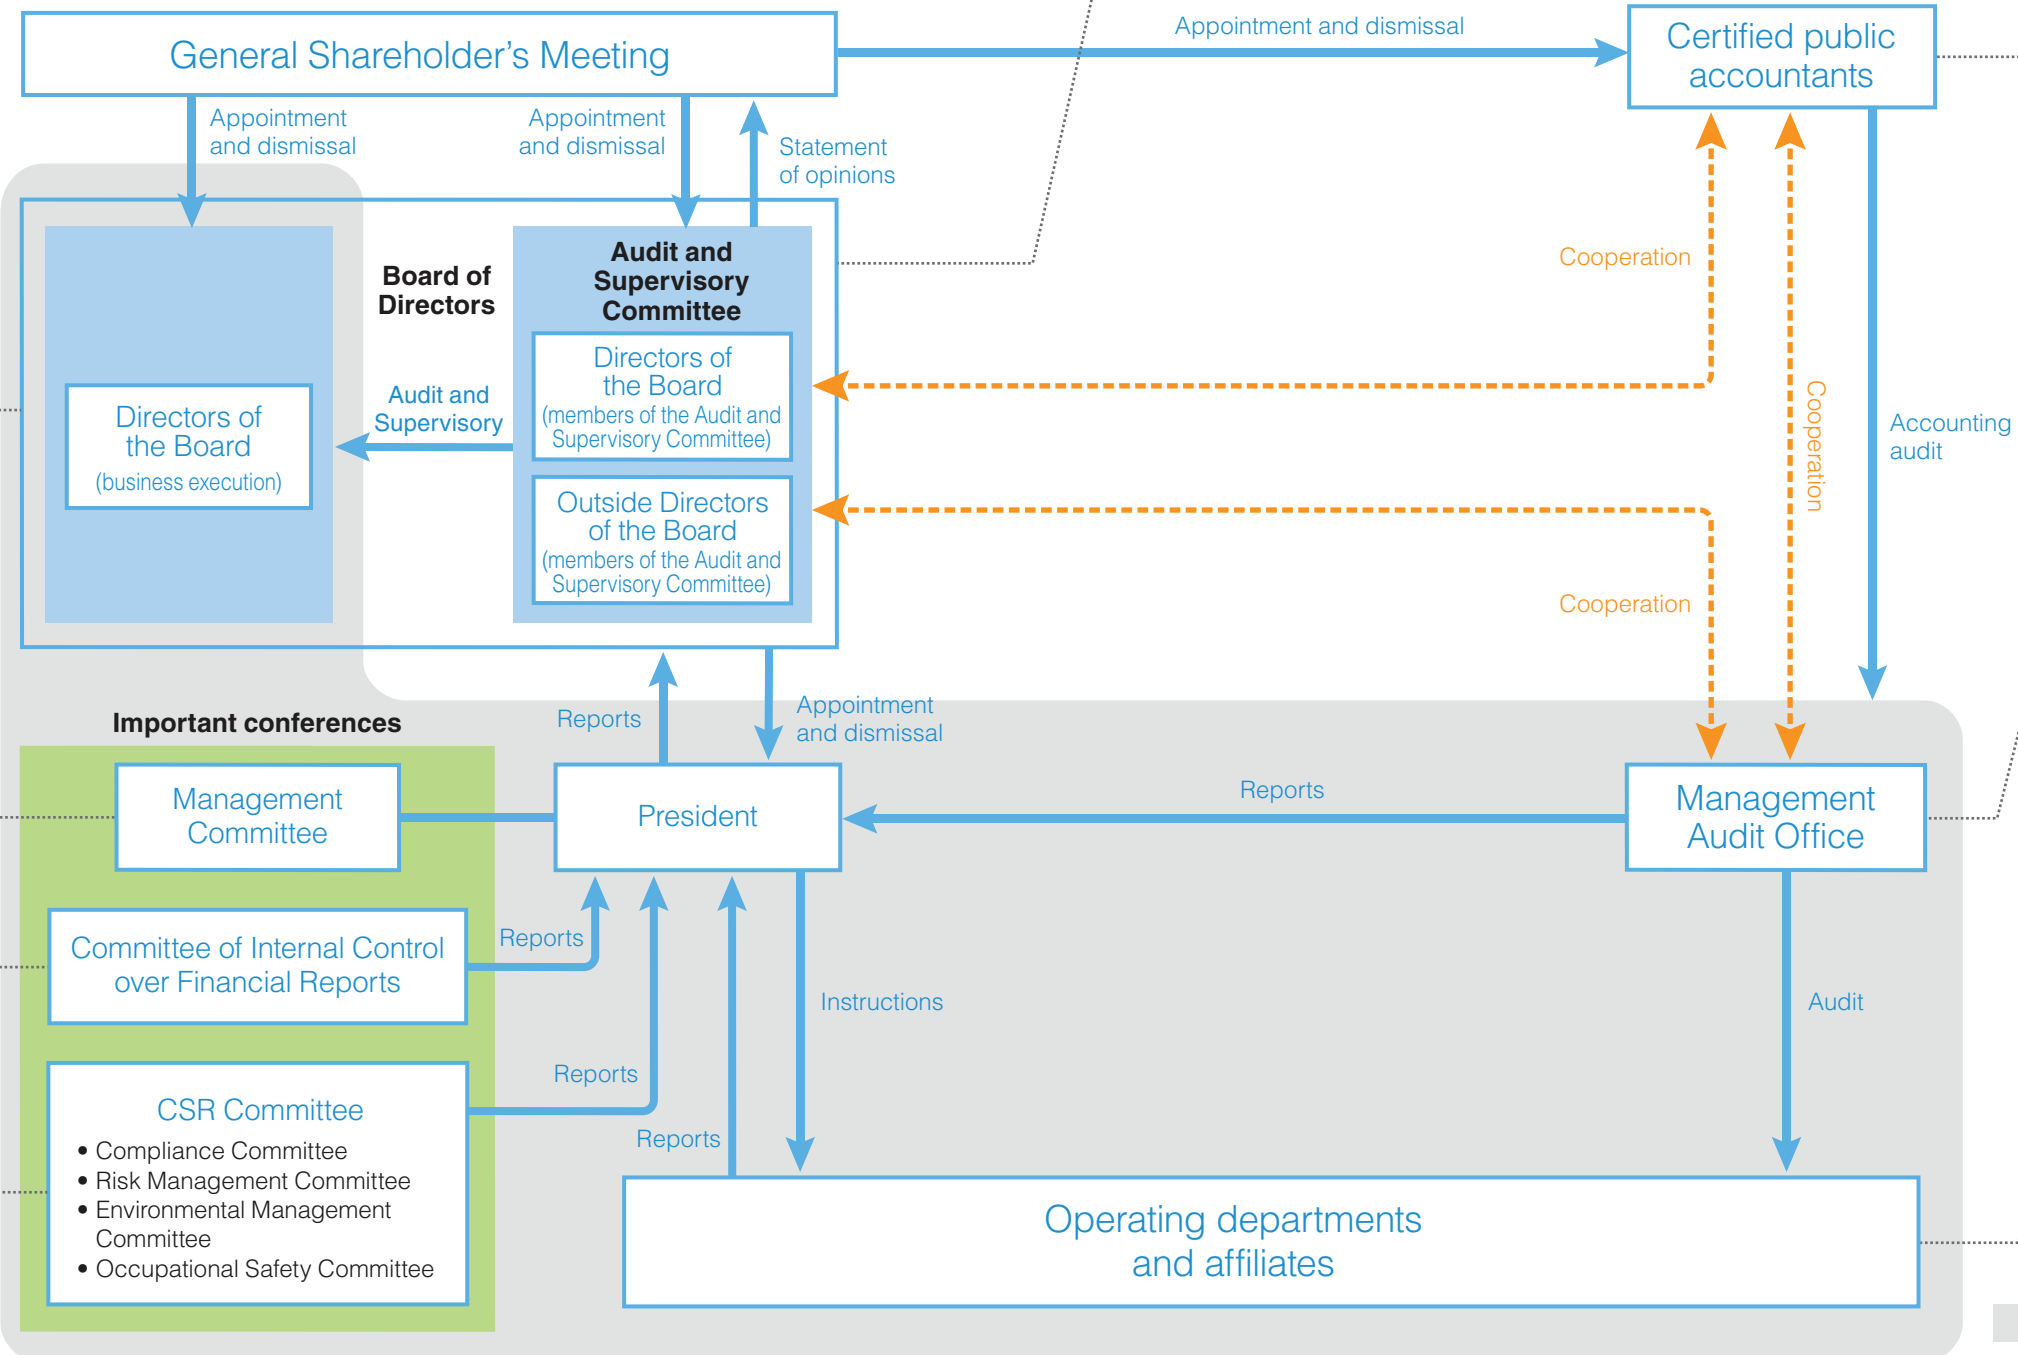 General Shareholder's Meeting
Appointment and dismissal
Certified public
accountants
Appointment
and dismissal
Appointment
and dismissal
Statement
of opinions
Board of
Directors
Audit and
Supervisory
Committee
Directors of
the Board
(members of the Audit and
Supervisory Committee)
Audit and
Supervisory
Directors of
the Board
(business execution)
Outside Directors
of the Board
(members of the Audit and
Supervisory Committee)
Cooperation
Cooperation
Accounting
audit
Cooperation
Important conferences
Reports
Appointment
and dismissal
Management
Committee
President
Reports
Management
Audit Office
Committee of Internal Control
over Financial Reports
Reports
Instructions
Audit
Reports
CSR Committee
• Compliance Committee
• Risk Management Committee
• Environmental Management
Committee
• Occupational Safety Committee
Reports
Operating departments
and affiliates